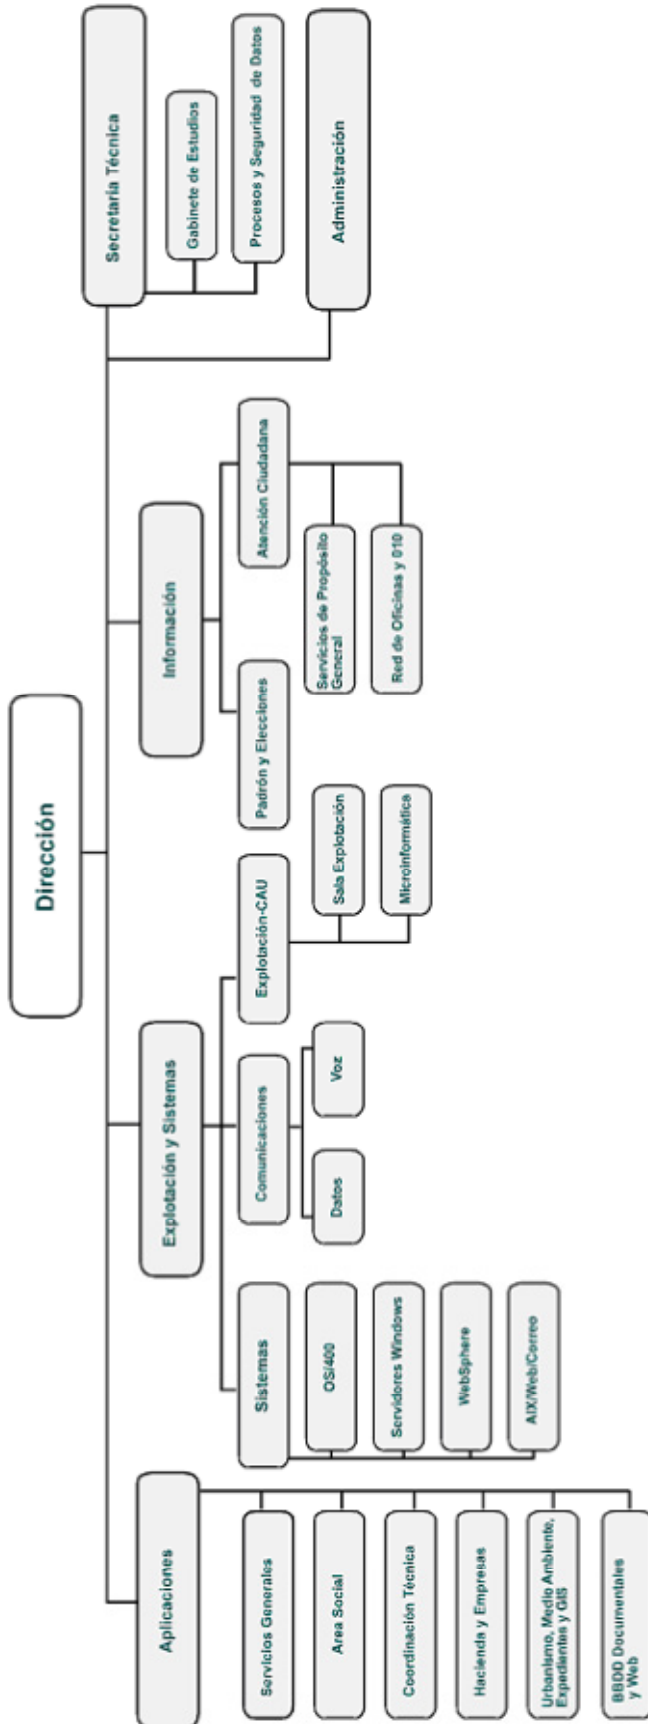 Dirección
Aplicaciones
Servicios Generales
Area Social
Coordinación Técnica
Hacienda y Empresas
Urbanismo, Medio Ambiente,
Expedientes y GIS
BBDD Documentales
y Web
Explotación y Sistemas
Sistemas
OS/400
Servidores Windows
WebSphere
AIX/Web/Correo
Comunicaciones
Datos
Voz
Explotación-CAU
Sala Explotación
Microinformática
Información
Padrón y Elecciones
Atención Ciudadana
Servicios de Propósito
General
Red de Oficinas y 010
Secretaría Técnica
Gabinete de Estudios
Procesos y Seguridad de Datos
Administración